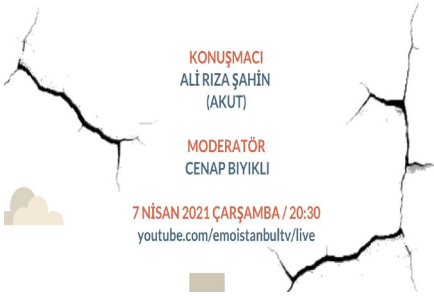 KONUŞMACI
ALİ RIZA ŞAHİN
(AKUT)
MODERATÖR
CENAP BIYIKLI
7 NİSAN 2021 ÇARŞAMBA / 20:30
youtube.com/emoistanbultv/live